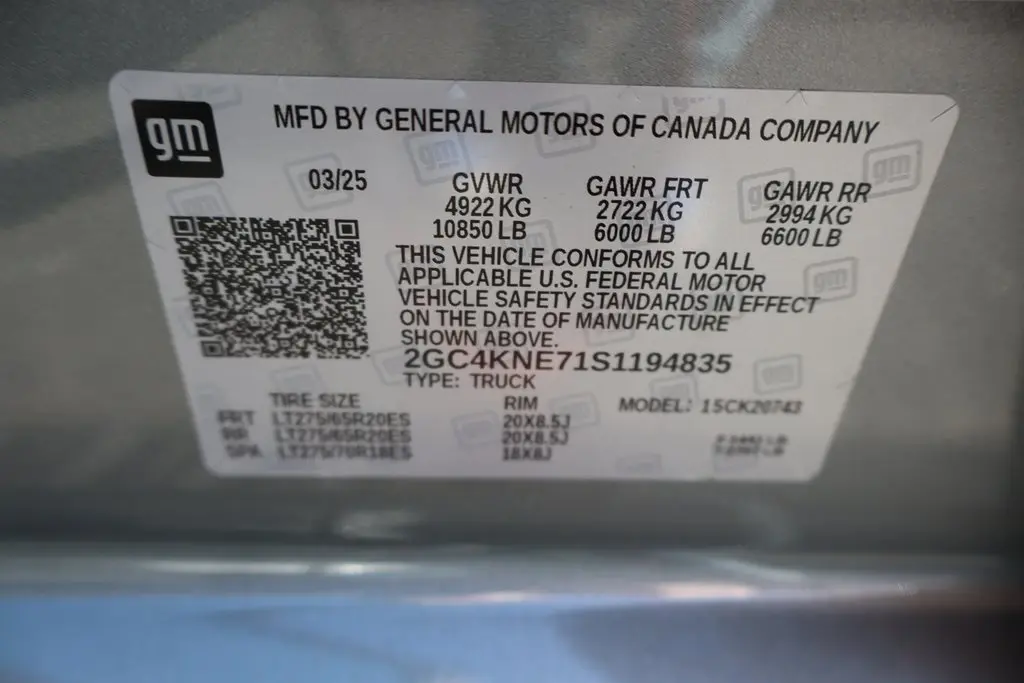 gm
MFD BY GENERAL MOTORS OF CANADA COMPANY
03/25
GVWR GAWR FRT GAWR RR
4922 KG 2722 KG 2994 KG
10850 LB 6000 LB 6600 LB
THIS VEHICLE CONFORMS TO ALL
APPLICABLE U.S. FEDERAL MOTOR
VEHICLE SAFETY STANDARDS IN EFFECT
ON THE DATE OF MANUFACTURE
SHOWN ABOVE.
2GC4KNE71S1194835
TYPE: TRUCK
TIRE SIZE RIM MODEL: 15CK20743
FRT LT275/65R20ES 20X8.5J
RR LT275/65R20ES 20X8.5J
SPA LT275/70R18ES 18X8J